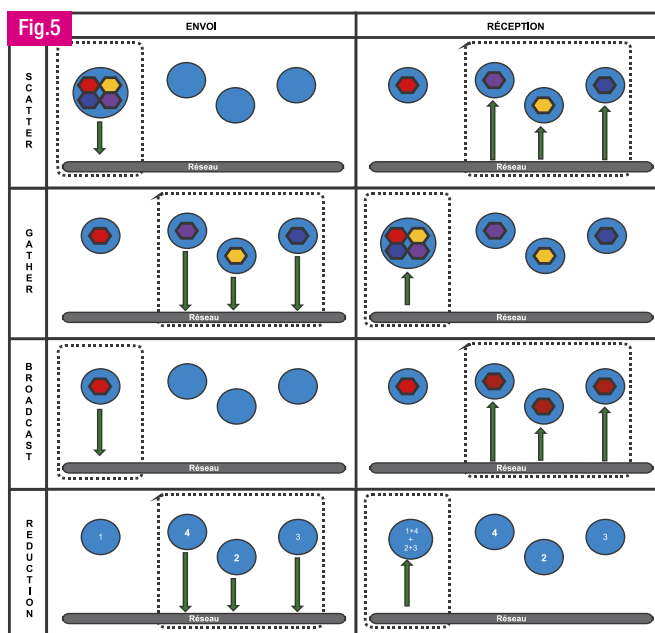 Fig.5
ENVOI
RÉCEPTION
SCATTER
Réseau
Réseau
GATHER
Réseau
Réseau
BROADCAST
Réseau
Réseau
REDUCTION
1
4
2
3
Réseau
1+4
+
2+3
4
2
3
Réseau